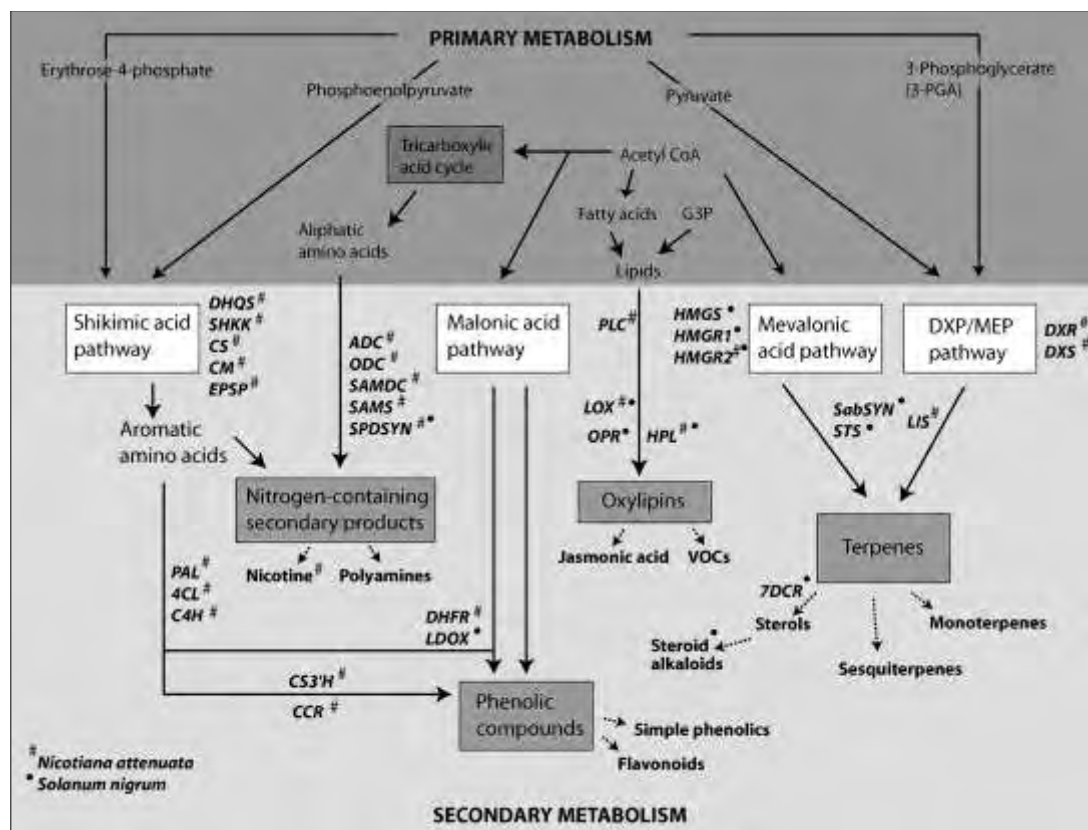 PRIMARY METABOLISM
Erythrose-4-phosphate
Phosphoenolpyruvate
Pyruvate
3-Phosphoglycerate
(3-PGA)
Tricarboxylic
acid cycle
Acetyl CoA
Fatty acids
G3P
Aliphatic
amino acids
Lipids
Shikimic acid
pathway
DHQS #
SHKK #
CS #
CM #
EPSP #
ADC #
ODC #
SAMDC #
SAMS #
SPDSYN # •
Malonic acid
pathway
PLC #
HMGS •
HMGR1 •
HMGR2 # •
Mevalonic
acid pathway
DXP/MEP
pathway
DXR #
DXS #
Aromatic
amino acids
LOX # •
OPR •
HPL # •
SabSYN •
STS •
LIS #
Nitrogen-containing
secondary products
Oxylipins
Terpenes
Nicotine #
Polyamines
Jasmonic acid
VOCs
PAL #
4CL #
C4H #
DHFR #
LDOX •
7DCR •
Sterols
Monoterpenes
Steroid •
alkaloids
Sesquiterpenes
CS3'H #
CCR #
Phenolic
compounds
Simple phenolics
Flavonoids
# Nicotiana attenuata
• Solanum nigrum
SECONDARY METABOLISM